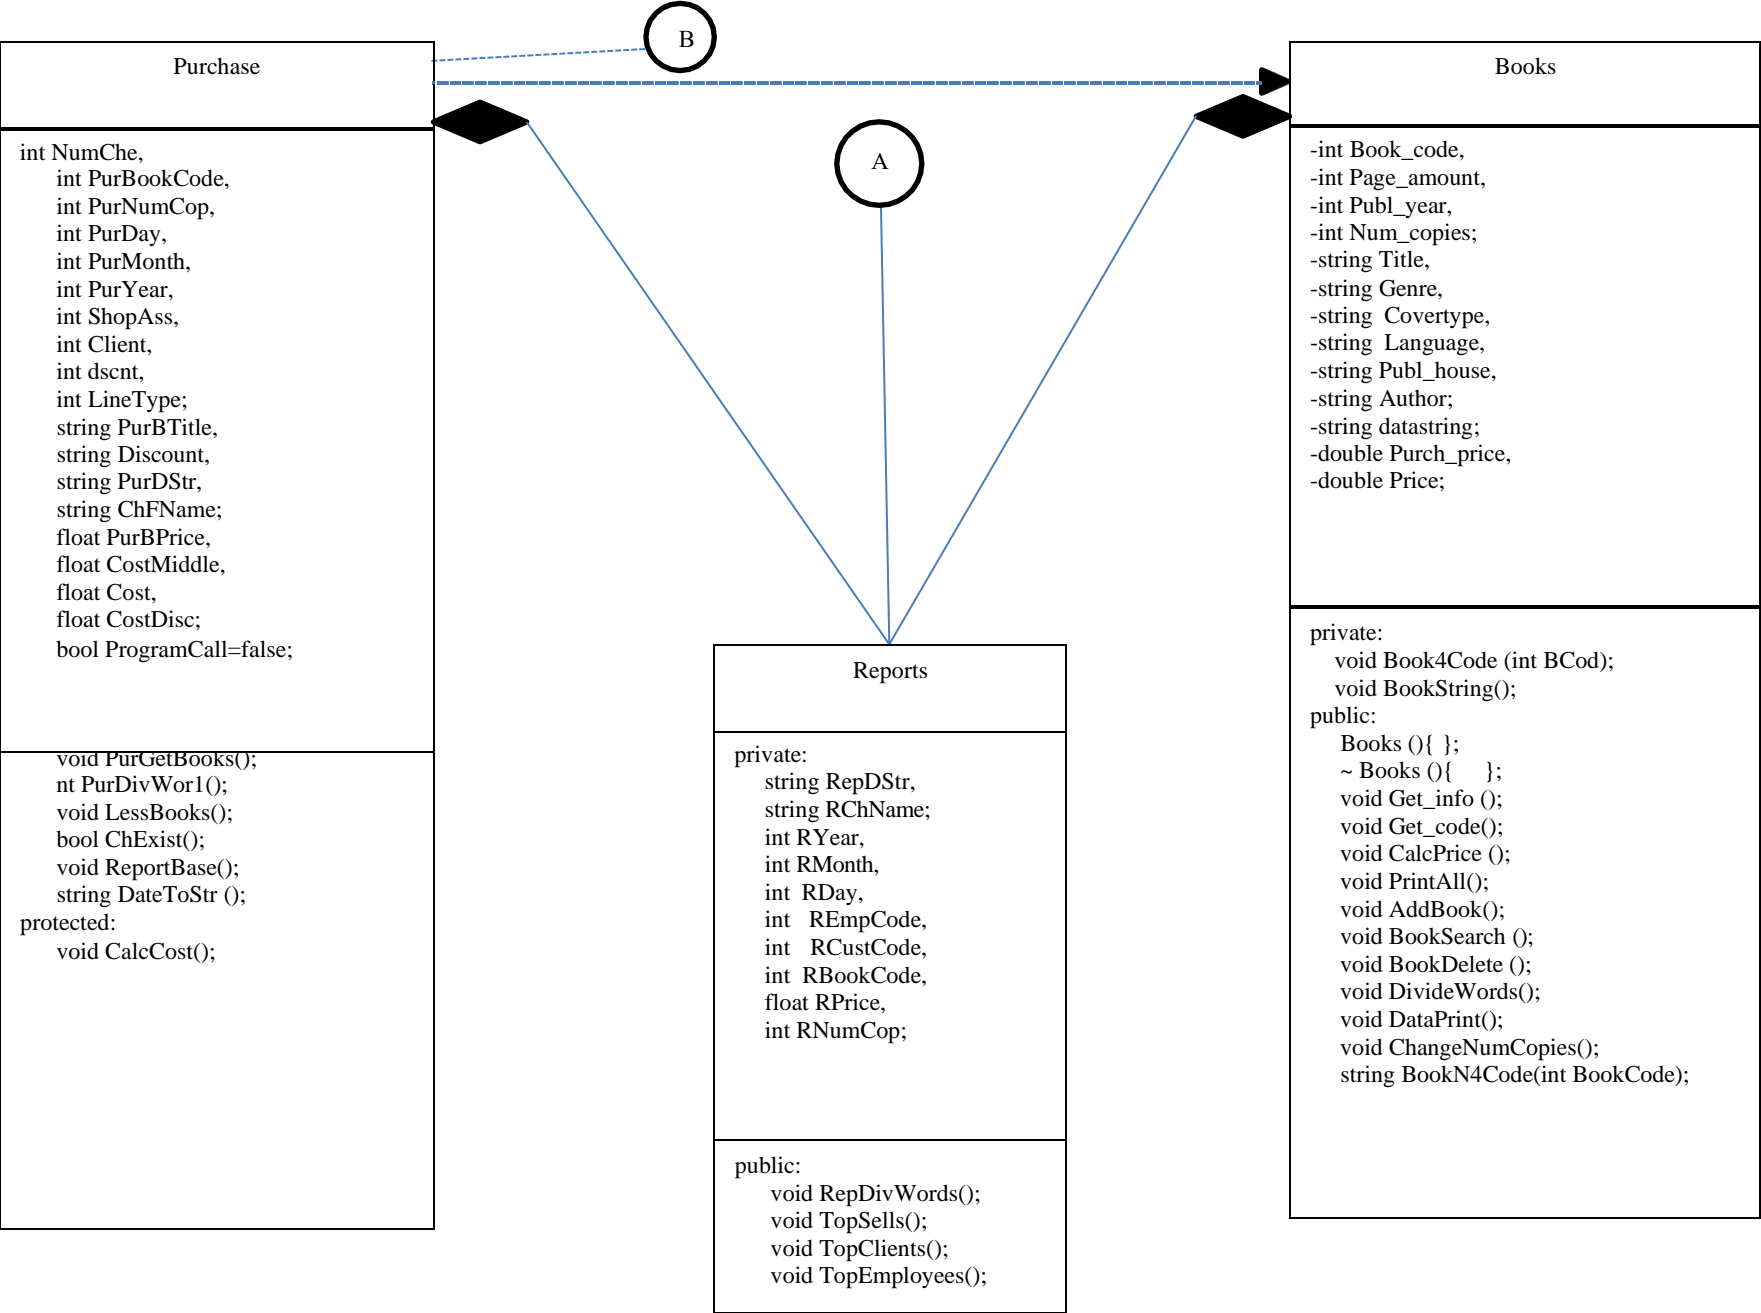 B
A
Purchase
int NumChe,
int PurBookCode,
int PurNumCop,
int PurDay,
int PurMonth,
int PurYear,
int ShopAss,
int Client,
int dscnt,
int LineType;
string PurBTitle,
string Discount,
string PurDStr,
string ChFName;
float PurBPrice,
float CostMiddle,
float Cost,
float CostDisc;
bool ProgramCall=false;
void PurGetBooks();
nt PurDivWor1();
void LessBooks();
bool ChExist();
void ReportBase();
string DateToStr ();
protected:
void CalcCost();
Reports
private:
string RepDStr,
string RChName;
int RYear,
int RMonth,
int RDay,
int REmpCode,
int RCustCode,
int RBookCode,
float RPrice,
int RNumCop;
public:
void RepDivWords();
void TopSells();
void TopClients();
void TopEmployees();
Books
-int Book_code,
-int Page_amount,
-int Publ_year,
-int Num_copies;
-string Title,
-string Genre,
-string Covertype,
-string Language,
-string Publ_house,
-string Author;
-string datastring;
-double Purch_price,
-double Price;
private:
void Book4Code (int BCod);
void BookString();
public:
Books (){ };
~ Books (){ };
void Get_info ();
void Get_code();
void CalcPrice ();
void PrintAll();
void AddBook();
void BookSearch ();
void BookDelete ();
void DivideWords();
void DataPrint();
void ChangeNumCopies();
string BookN4Code(int BookCode);